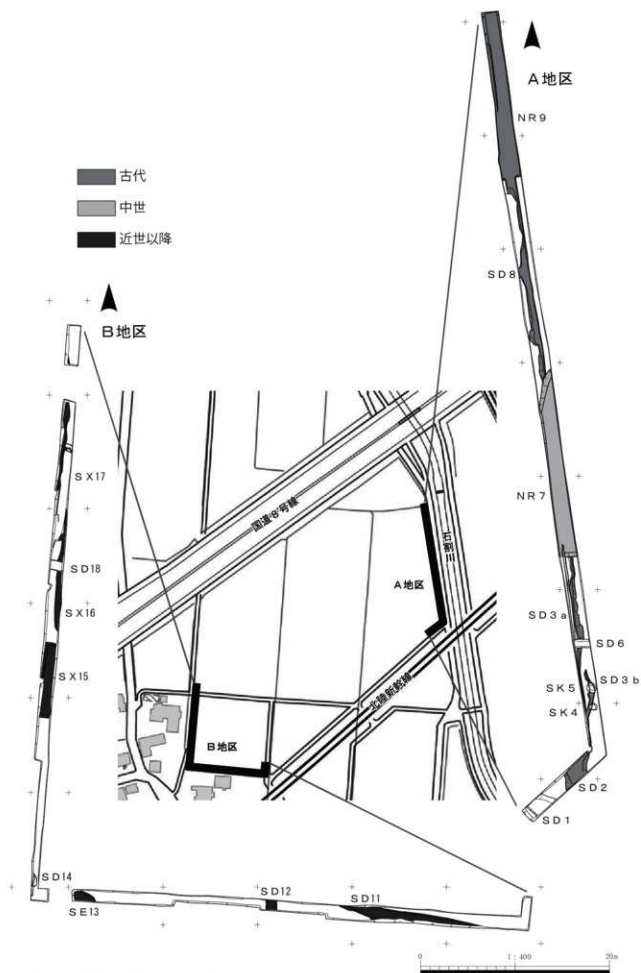 A地区
NR9
古代
中世
近世以降
SD8
B地区
SX17
国道8号線
石割川
A地区
NR7
SD18
SX16
SD3a
SD6
SX15
SD3b
SK5
SK4
北陸新幹線
B地区
SD2
SD1
SD14
SD12
SD11
SE13
0
1:400
20m